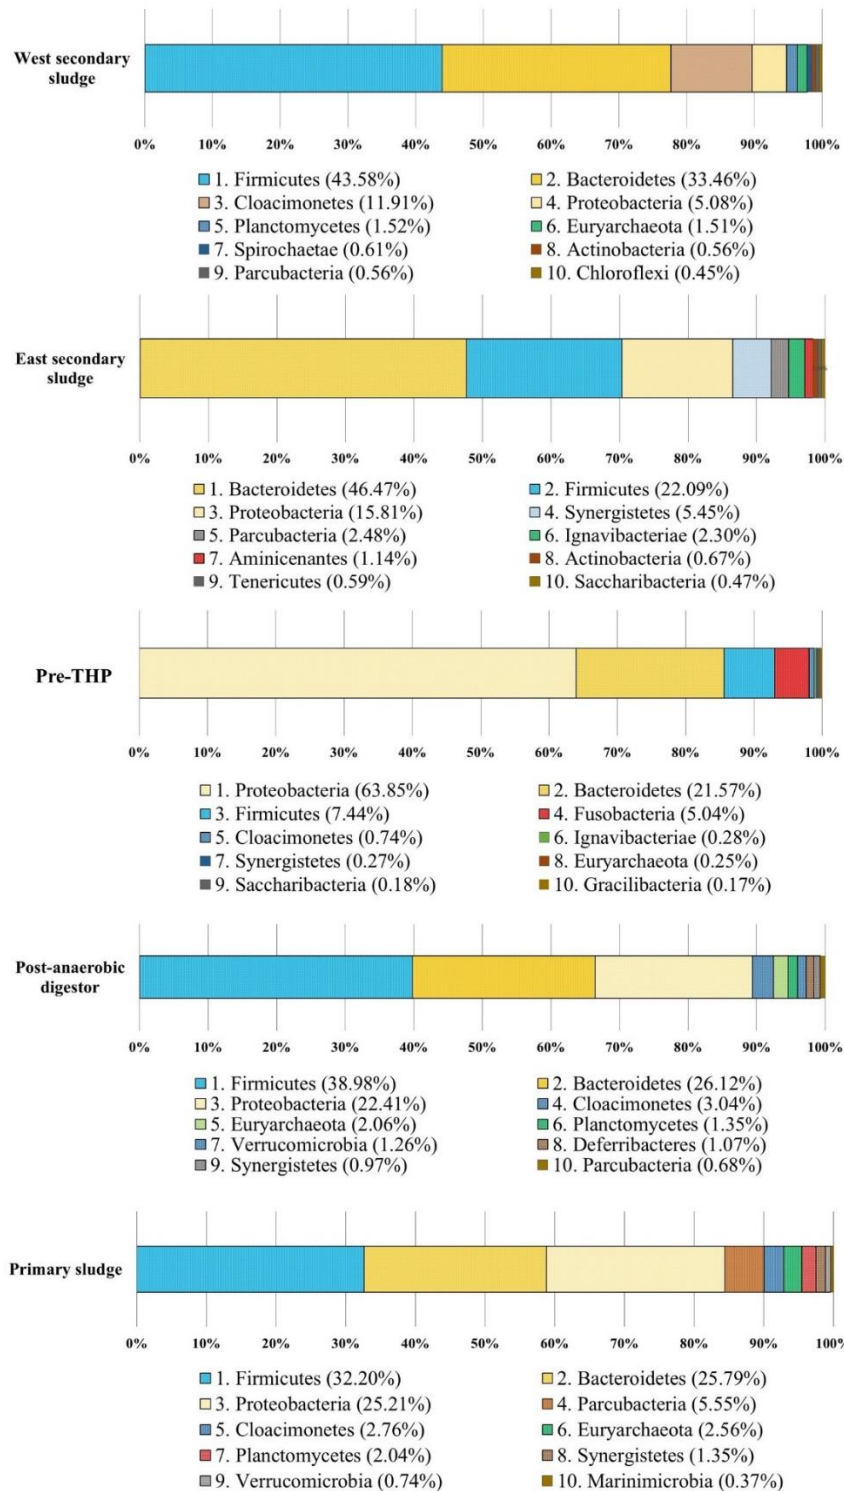 West secondary
sludge
0% 10% 20% 30% 40% 50% 60% 70% 80% 90% 100%
1. Firmicutes (43.58%) 2. Bacteroidetes (33.46%)
3. Cloacimonetes (11.91%) 4. Proteobacteria (5.08%)
5. Planctomycetes (1.52%) 6. Euryarchaeota (1.51%)
7. Spirochaetae (0.61%) 8. Actinobacteria (0.56%)
9. Parcubacteria (0.56%) 10. Chloroflexi (0.45%)
East secondary
sludge
0% 10% 20% 30% 40% 50% 60% 70% 80% 90% 100%
1. Bacteroidetes (46.47%) 2. Firmicutes (22.09%)
3. Proteobacteria (15.81%) 4. Synergistetes (5.45%)
5. Parcubacteria (2.48%) 6. Ignavibacteriae (2.30%)
7. Aminicenantes (1.14%) 8. Actinobacteria (0.67%)
9. Tenericutes (0.59%) 10. Saccharibacteria (0.47%)
Pre-THP
0% 10% 20% 30% 40% 50% 60% 70% 80% 90% 100%
1. Proteobacteria (63.85%) 2. Bacteroidetes (21.57%)
3. Firmicutes (7.44%) 4. Fusobacteria (5.04%)
5. Cloacimonetes (0.74%) 6. Ignavibacteriae (0.28%)
7. Synergistetes (0.27%) 8. Euryarchaeota (0.25%)
9. Saccharibacteria (0.18%) 10. Gracilibacteria (0.17%)
Post-anaerobic
digestor
0% 10% 20% 30% 40% 50% 60% 70% 80% 90% 100%
1. Firmicutes (38.98%) 2. Bacteroidetes (26.12%)
3. Proteobacteria (22.41%) 4. Cloacimonetes (3.04%)
5. Euryarchaeota (2.06%) 6. Planctomycetes (1.35%)
7. Verrucomicrobia (1.26%) 8. Deferribacteres (1.07%)
9. Synergistetes (0.97%) 10. Parcubacteria (0.68%)
Primary sludge
0% 10% 20% 30% 40% 50% 60% 70% 80% 90% 100%
1. Firmicutes (32.20%) 2. Bacteroidetes (25.79%)
3. Proteobacteria (25.21%) 4. Parcubacteria (5.55%)
5. Cloacimonetes (2.76%) 6. Euryarchaeota (2.56%)
7. Planctomycetes (2.04%) 8. Synergistetes (1.35%)
9. Verrucomicrobia (0.74%) 10. Marinimicrobia (0.37%)